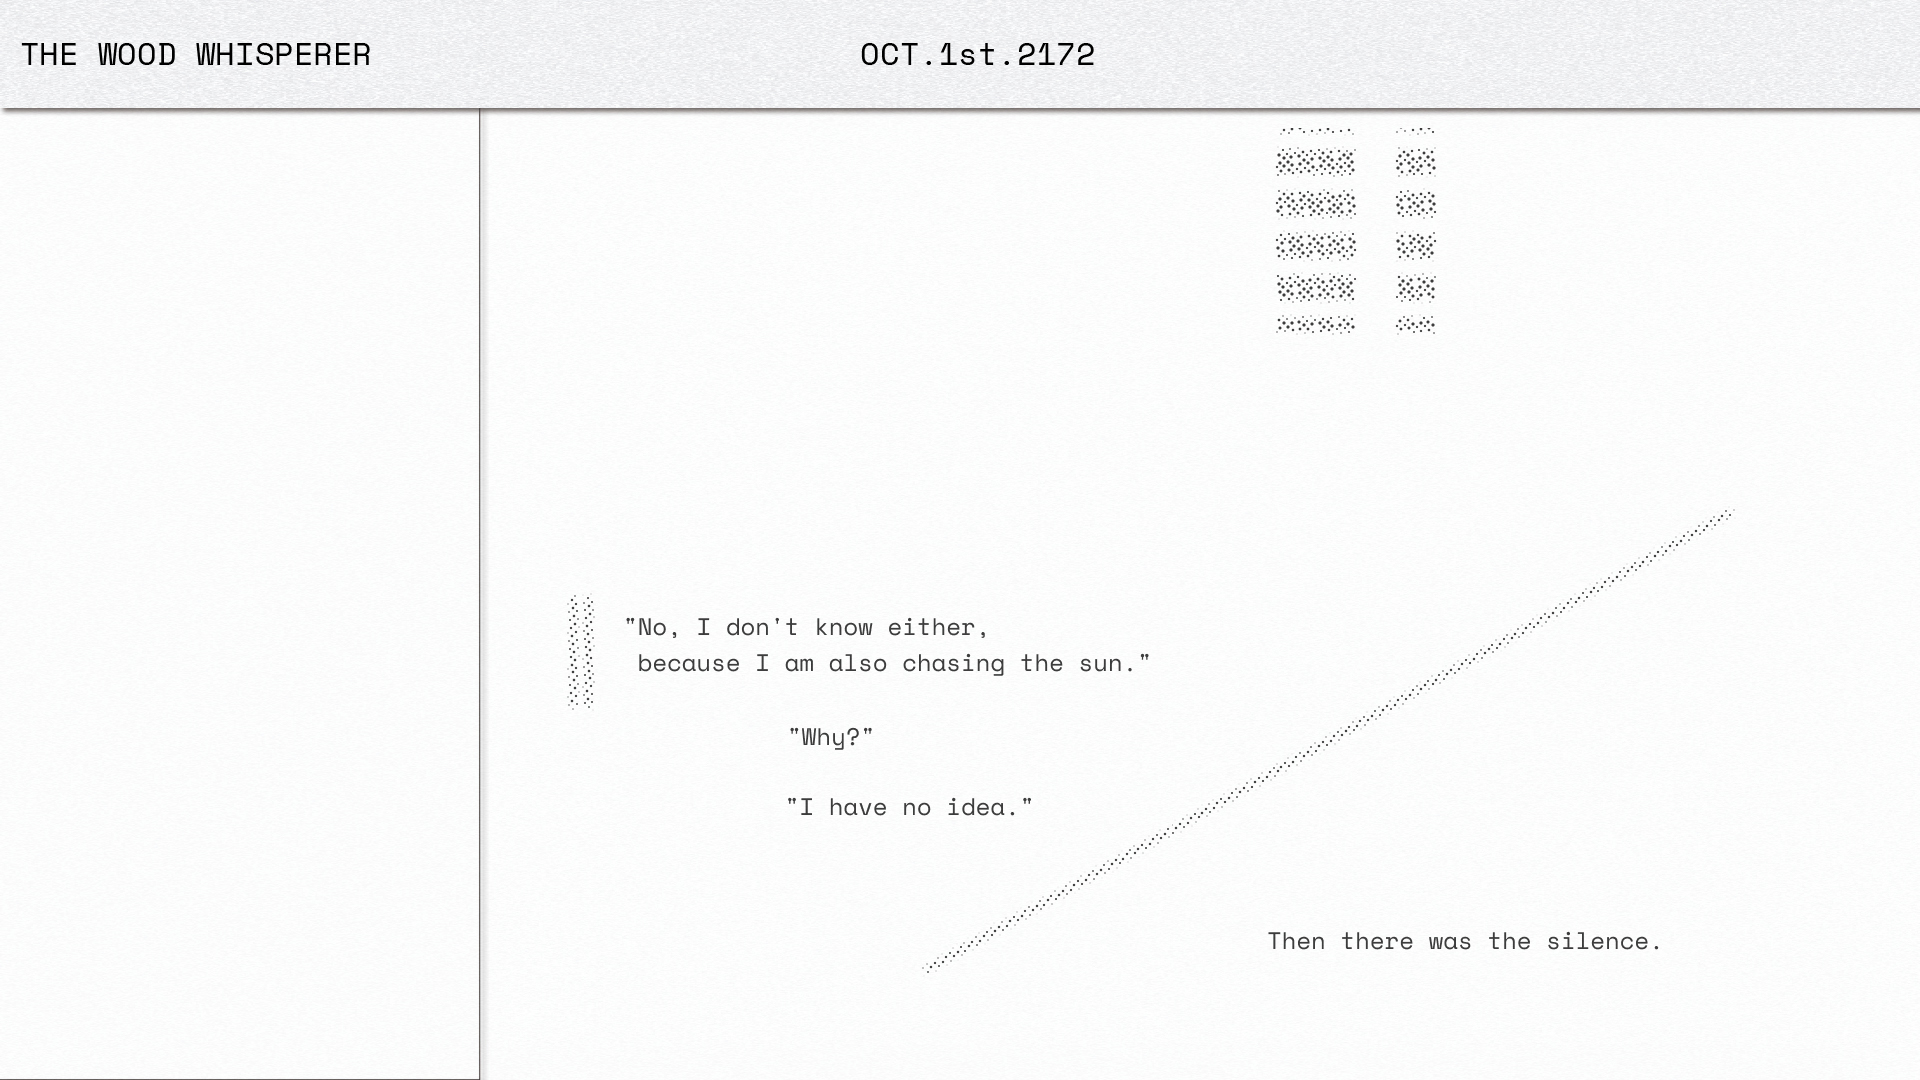 THE WOOD WHISPERER
OCT.1st.2172
"No, I don't know either,
because I am also chasing the sun."
"Why?"
"I have no idea."
Then there was the silence.